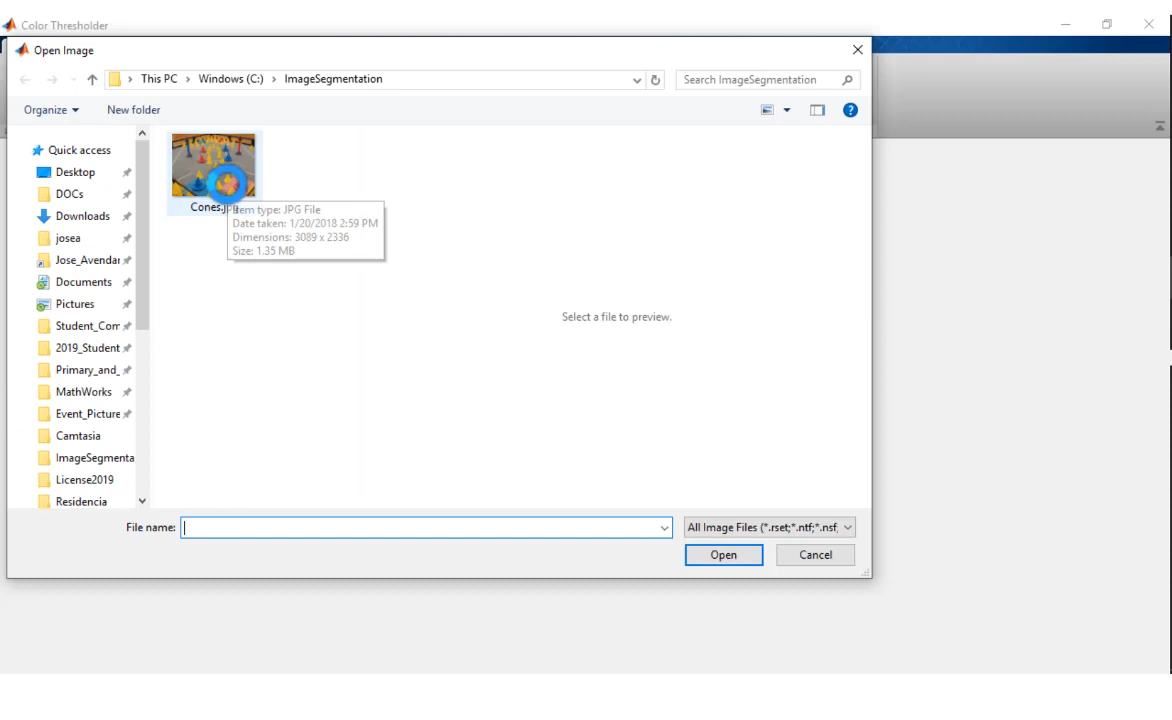 Color Thresholder
Open Image
This PC > Windows (C:) > ImageSegmentation
Search ImageSegmentation
Organize
New folder
Quick access
Desktop
DOCs
Downloads
josea
Jose_Avendar
Documents
Pictures
Student_Com
2019_Student
Primary_and_
MathWorks
Event_Picture
Camtasia
ImageSegmenta
License2019
Residencia
Cones.JPG
Item type: JPG File
Date taken: 1/20/2018 2:59 PM
Dimensions: 3089 x 2336
Size: 1.35 MB
Select a file to preview.
File name:
All Image Files (*.rset;*.ntf;*.nsf,
Open
Cancel